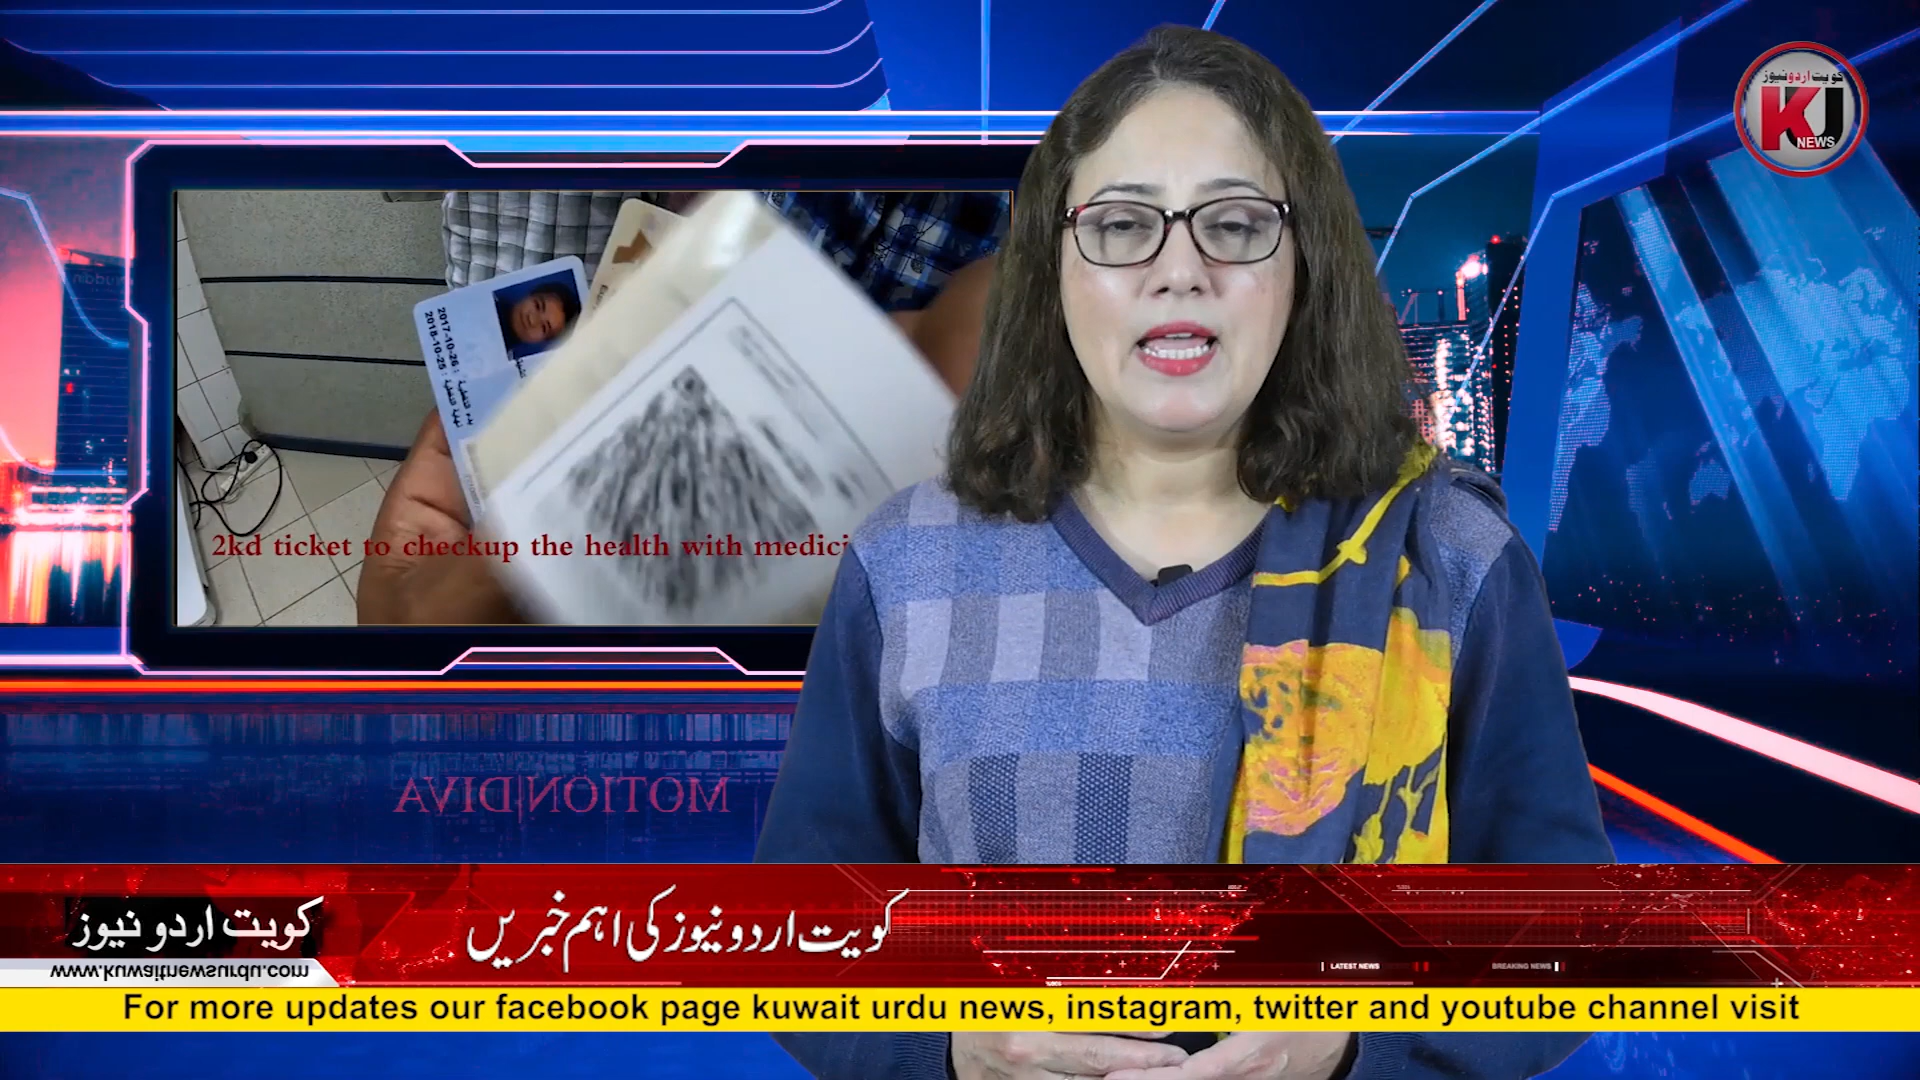 کویت اردو نیوز
KU
NEWS
2017-10-26 :
2018-10-25 :
2kd ticket to checkup the health with medici
MOTION DIVA
کویت اردو نیوز
کویت اردو نیوز کی اہم خبریں
www.kuwaitnewsurdu.com
LATEST NEWS
BREAKING NEWS
For more updates our facebook page kuwait urdu news, instagram, twitter and youtube channel visit